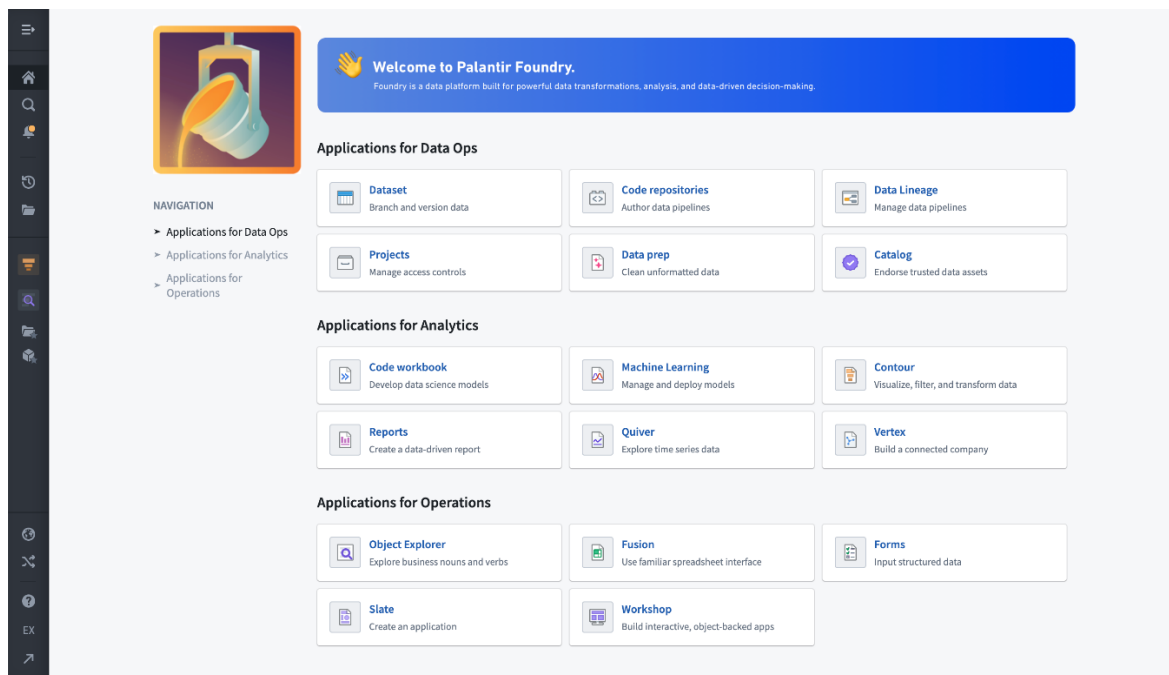 Welcome to Palantir Foundry.
Foundry is a data platform built for powerful data transformations, analysis, and data-driven decision-making.
NAVIGATION
➤ Applications for Data Ops
➤ Applications for Analytics
➤ Applications for
Operations
Applications for Data Ops
Dataset
Branch and version data
Code repositories
Author data pipelines
Data Lineage
Manage data pipelines
Projects
Manage access controls
Data prep
Clean unformatted data
Catalog
Endorse trusted data assets
Applications for Analytics
Code workbook
Develop data science models
Machine Learning
Manage and deploy models
Contour
Visualize, filter, and transform data
Reports
Create a data-driven report
Quiver
Explore time series data
Vertex
Build a connected company
Applications for Operations
Object Explorer
Explore business nouns and verbs
Fusion
Use familiar spreadsheet interface
Forms
Input structured data
Slate
Create an application
Workshop
Build interactive, object-backed apps
EX